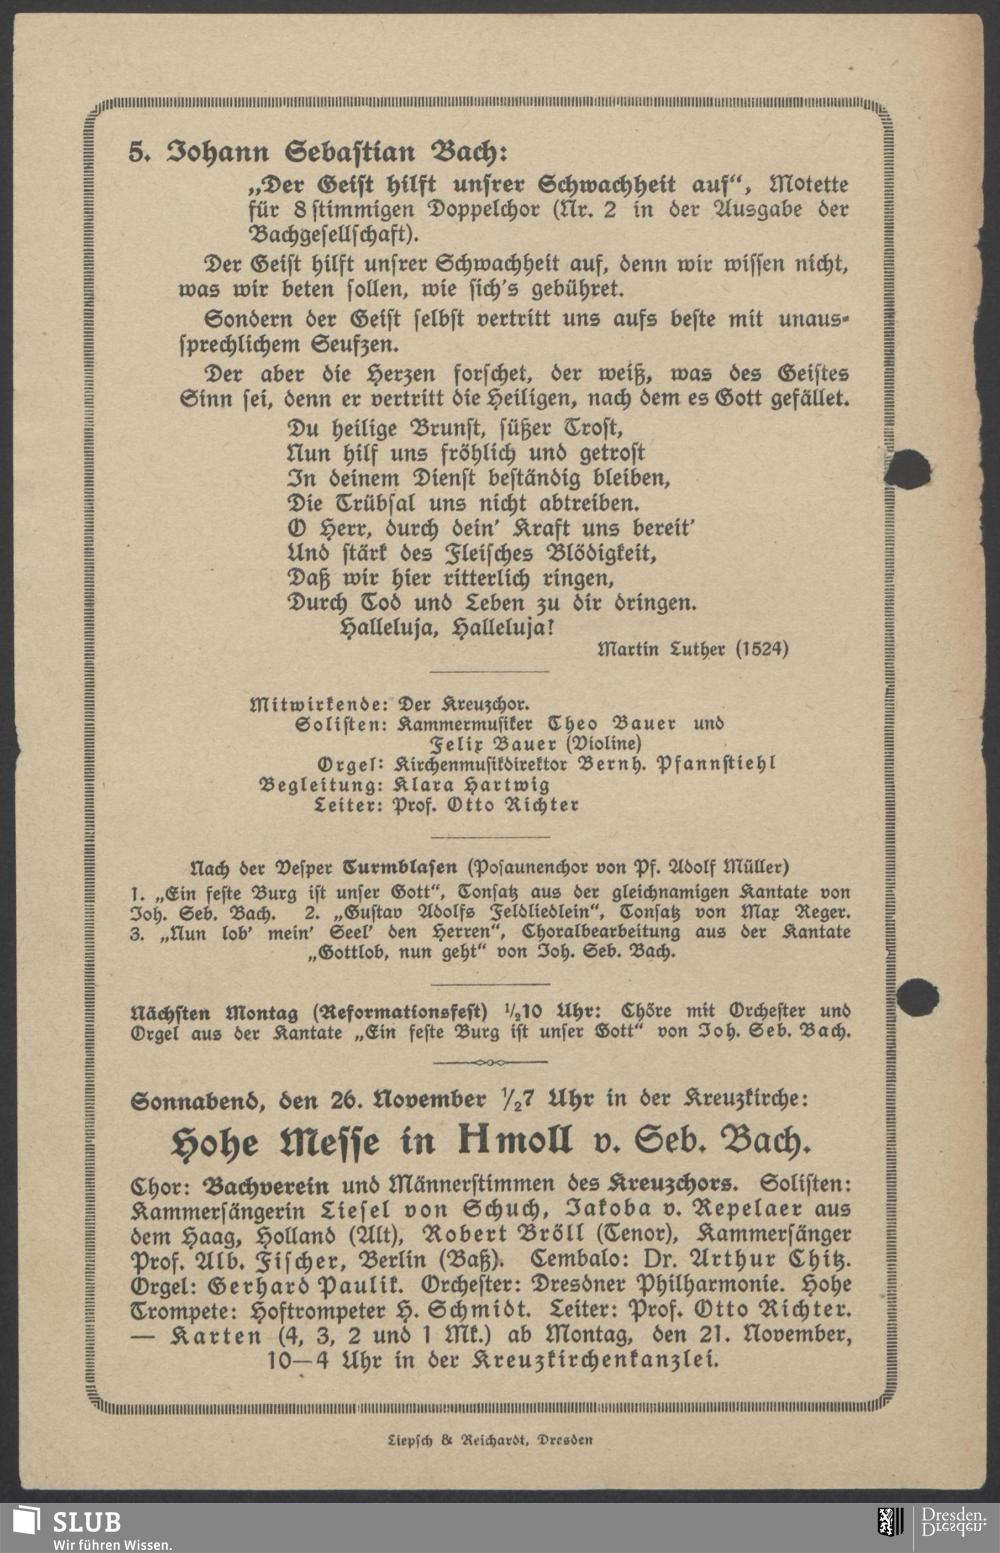 5. Johann Sebastian Bach:
„Der Geist hilft unsrer Schwachheit auf“, Motette
für 8 stimmigen Doppelchor (Nr. 2 in der Ausgabe der
Bachgesellschaft).
Der Geist hilft unsrer Schwachheit auf, denn wir wissen nicht,
was wir beten sollen, wie sich's gebühret.
Sondern der Geist selbst vertritt uns aufs beste mit unaus-
sprechlichem Seufzen.
Der aber die Herzen forschet, der weiß, was des Geistes
Sinn sei, denn er vertritt die Heiligen, nach dem es Gott gefället.
Du heilige Brunst, süßer Trost,
Nun hilf uns fröhlich und getrost
In deinem Dienst beständig bleiben,
Die Trübsal uns nicht abtreiben.
O Herr, durch dein' Kraft uns bereit'
Und stärk des Fleisches Blödigkeit,
Daß wir hier ritterlich ringen,
Durch Tod und Leben zu dir dringen.
Halleluja, Halleluja!
Martin Luther (1524)
Mitwirkende: Der Kreuzchor.
Solisten: Kammermusiker Theo Bauer und
Felix Bauer (Violine)
Orgel: Kirchenmusikdirektor Bernh. Pfannstiehl
Begleitung: Klara Hartwig
Leiter: Prof. Otto Richter
Nach der Vesper Turmblasen (Posaunenchor von Pf. Adolf Müller)
1. „Ein feste Burg ist unser Gott“, Tonsatz aus der gleichnamigen Kantate von
Joh. Seb. Bach. 2. „Gustav Adolfs Feldliedlein“, Tonsatz von Max Reger.
3. „Nun lob' mein' Seel' den Herren“, Choralbearbeitung aus der Kantate
„Gottlob, nun geht“ von Joh. Seb. Bach.
Nächsten Montag (Reformationsfest) ½10 Uhr: Chöre mit Orchester und
Orgel aus der Kantate „Ein feste Burg ist unser Gott“ von Joh. Seb. Bach.
Sonnabend, den 26. November ½7 Uhr in der Kreuzkirche:
Hohe Messe in H moll v. Seb. Bach.
Chor: Bachverein und Männerstimmen des Kreuzchors. Solisten:
Kammersängerin Liesel von Schuch, Jakoba v. Repelaer aus
dem Haag, Holland (Alt), Robert Bröll (Tenor), Kammersänger
Prof. Alb. Fischer, Berlin (Baß). Cembalo: Dr. Arthur Chitz.
Orgel: Gerhard Paulik. Orchester: Dresdner Philharmonie. Hohe
Trompete: Hoftrompeter H. Schmidt. Leiter: Prof. Otto Richter.
— Karten (4, 3, 2 und 1 Mk.) ab Montag, den 21. November,
10—4 Uhr in der Kreuzkirchenkanzlei.
Liepsch & Reichardt, Dresden
SLUB
Wir führen Wissen.
Dresden.
Dresden.